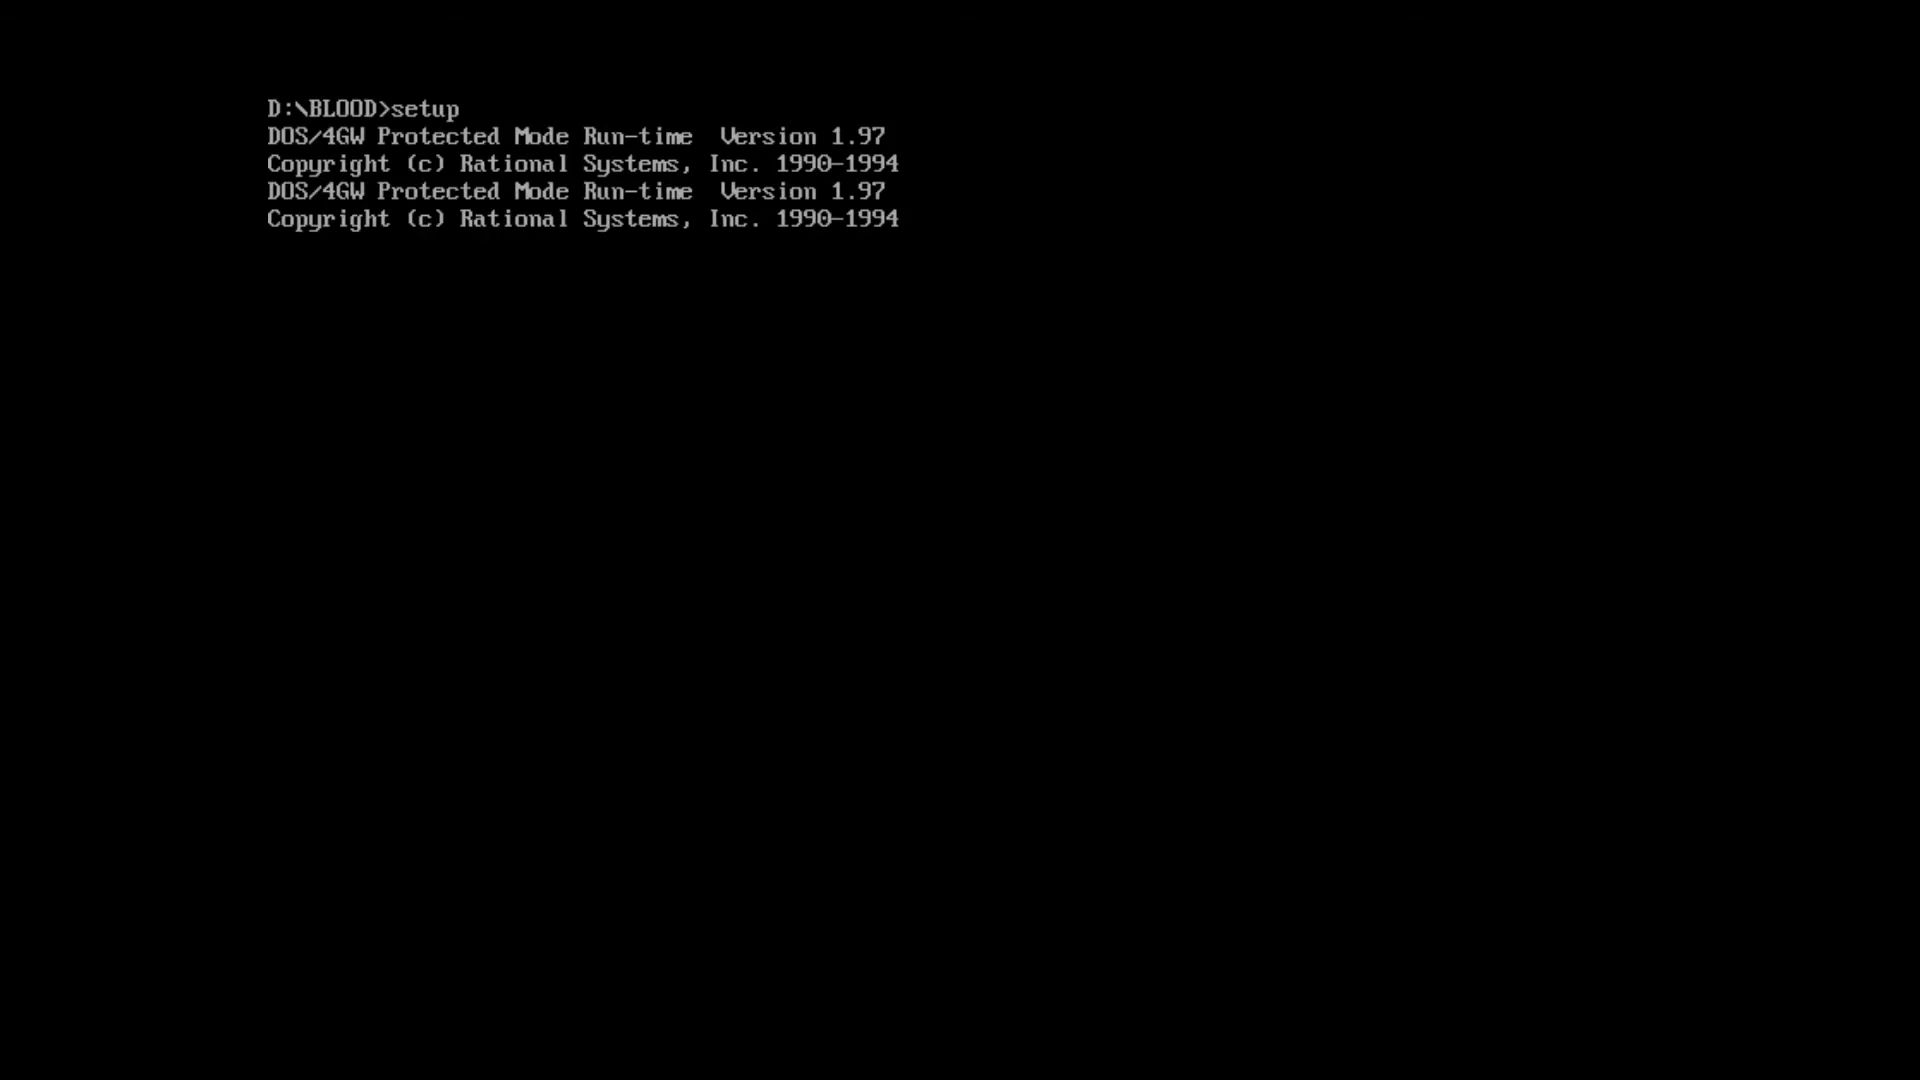 D:\BLOOD>setup
DOS/4GW Protected Mode Run-time  Version 1.97
Copyright (c) Rational Systems, Inc. 1990-1994
DOS/4GW Protected Mode Run-time  Version 1.97
Copyright (c) Rational Systems, Inc. 1990-1994